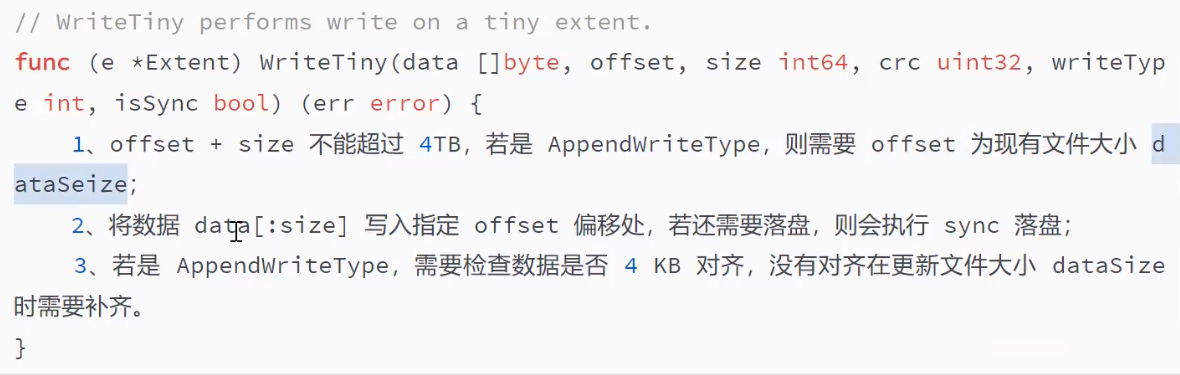 // WriteTiny performs write on a tiny extent.
func (e *Extent) WriteTiny(data []byte, offset, size int64, crc uint32, writeTyp
e int, isSync bool) (err error) {
1、offset + size 不能超过 4TB，若是 AppendWriteType，则需要 offset 为现有文件大小 d
ataSeize;
2、将数据 data[:size] 写入指定 offset 偏移处，若还需要落盘，则会执行 sync 落盘;
3、若是 AppendWriteType，需要检查数据是否 4 KB 对齐，没有对齐在更新文件大小 dataSize
时需要补齐。
}